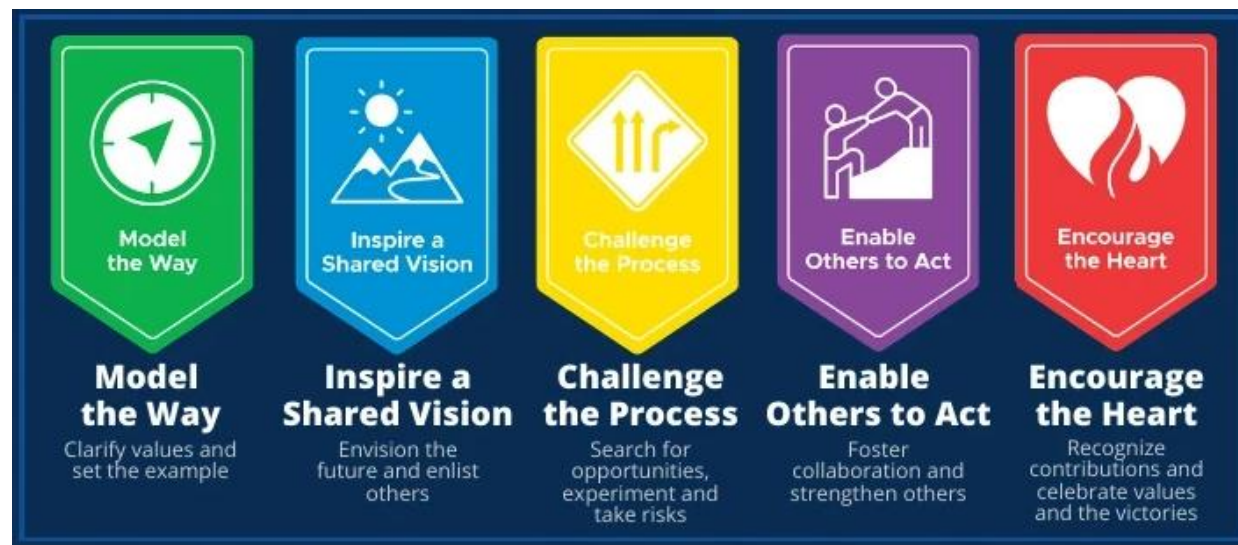 Model
the Way
Inspire a
Shared Vision
Challenge
the Process
Enable
Others to Act
Encourage
the Heart
Model
the Way
Clarify values and
set the example
Inspire a
Shared Vision
Envision the
future and enlist
others
Challenge
the Process
Search for
opportunities,
experiment and
take risks
Enable
Others to Act
Foster
collaboration and
strengthen others
Encourage
the Heart
Recognize
contributions and
celebrate values
and the victories